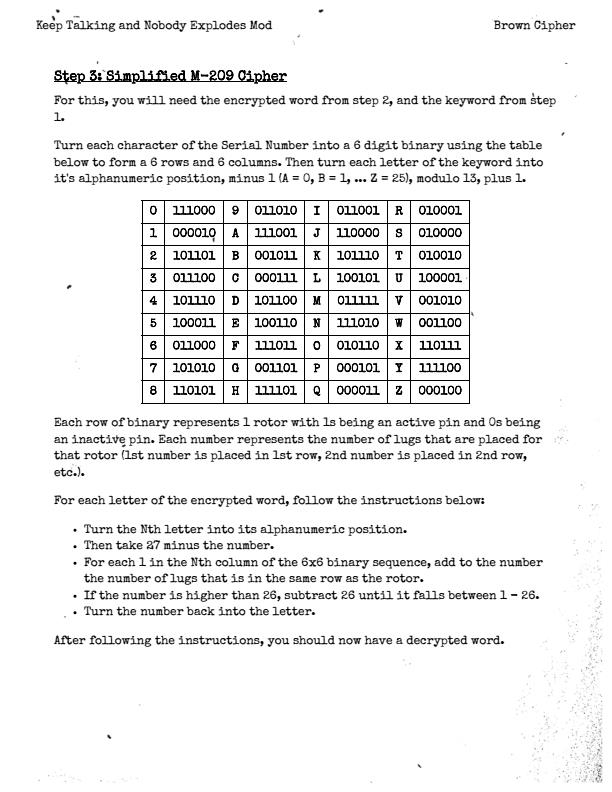 Keep Talking and Nobody Explodes Mod Brown Cipher
Step 3: Simplified M-209 Cipher
For this, you will need the encrypted word from step 2, and the keyword from step
1.
Turn each character of the Serial Number into a 6 digit binary using the table
below to form a 6 rows and 6 columns. Then turn each letter of the keyword into
it's alphanumeric position, minus 1 (A = 0, B = 1, ... Z = 25), modulo 13, plus 1.
0 111000 9 011010 I 011001 R 010001
1 000010 A 111001 J 110000 S 010000
2 101101 B 001011 K 101110 T 010010
3 011100 C 000111 L 100101 U 100001
4 101110 D 101100 M 011111 V 001010
5 100011 E 100110 N 111010 W 001100
6 011000 F 111011 O 010110 X 110111
7 101010 G 001101 P 000101 Y 111100
8 110101 H 111101 Q 000011 Z 000100
Each row of binary represents 1 rotor with 1s being an active pin and 0s being
an inactive pin. Each number represents the number of lugs that are placed for
that rotor (1st number is placed in 1st row, 2nd number is placed in 2nd row,
etc.).
For each letter of the encrypted word, follow the instructions below:
• Turn the Nth letter into its alphanumeric position.
• Then take 27 minus the number.
• For each 1 in the Nth column of the 6x6 binary sequence, add to the number
the number of lugs that is in the same row as the rotor.
• If the number is higher than 26, subtract 26 until it falls between 1 - 26.
• Turn the number back into the letter.
After following the instructions, you should now have a decrypted word.